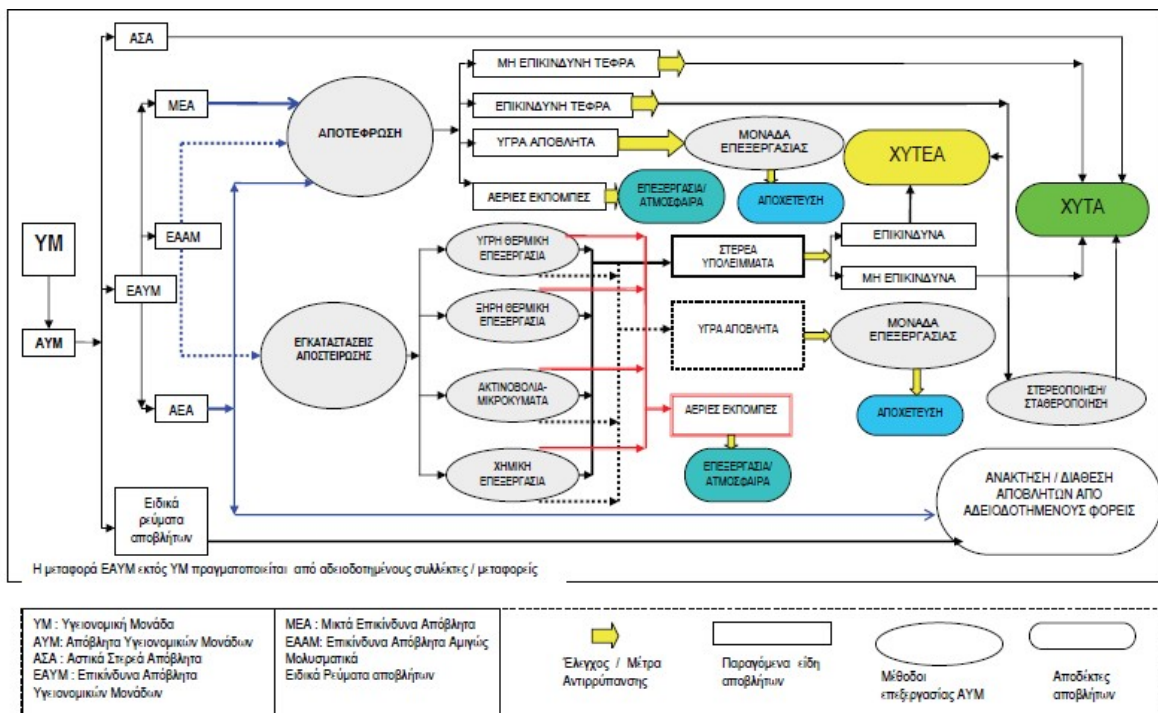 ΑΣΑ
ΜΗ ΕΠΙΚΙΝΔΥΝΗ ΤΕΦΡΑ
ΜΕΑ
ΑΠΟΤΕΦΡΩΣΗ
ΕΠΙΚΙΝΔΥΝΗ ΤΕΦΡΑ
ΥΓΡΑ ΑΠΟΒΛΗΤΑ
ΜΟΝΑΔΑ
ΕΠΕΞΕΡΓΑΣΙΑΣ
ΧΥΤΕΑ
ΑΕΡΙΕΣ ΕΚΠΟΜΠΕΣ
ΕΠΕΞΕΡΓΑΣΙΑ/
ΑΤΜΟΣΦΑΙΡΑ
ΑΠΟΧΕΤΕΥΣΗ
ΧΥΤΑ
ΥΜ
ΕΑΑΜ
ΥΓΡΗ ΘΕΡΜΙΚΗ
ΕΠΕΞΕΡΓΑΣΙΑ
ΣΤΕΡΕΑ
ΥΠΟΛΕΙΜΜΑΤΑ
ΕΠΙΚΙΝΔΥΝΑ
ΜΗ ΕΠΙΚΙΝΔΥΝΑ
ΕΑΥΜ
ΑΥΜ
ΕΓΚΑΤΑΣΤΑΣΕΙΣ
ΑΠΟΣΤΕΙΡΩΣΗΣ
ΞΗΡΗ ΘΕΡΜΙΚΗ
ΕΠΕΞΕΡΓΑΣΙΑ
ΥΓΡΑ ΑΠΟΒΛΗΤΑ
ΜΟΝΑΔΑ
ΕΠΕΞΕΡΓΑΣΙΑΣ
ΑΕΑ
ΑΚΤΙΝΟΒΟΛΙΑ-
ΜΙΚΡΟΚΥΜΑΤΑ
ΑΕΡΙΕΣ ΕΚΠΟΜΠΕΣ
ΑΠΟΧΕΤΕΥΣΗ
ΣΤΕΡΕΟΠΟΙΗΣΗ/
ΣΤΑΘΕΡΟΠΟΙΗΣΗ
ΧΗΜΙΚΗ
ΕΠΕΞΕΡΓΑΣΙΑ
ΕΠΕΞΕΡΓΑΣΙΑ/
ΑΤΜΟΣΦΑΙΡΑ
ΑΝΑΚΤΗΣΗ / ΔΙΑΘΕΣΗ
ΑΠΟΒΛΗΤΩΝ ΑΠΟ
ΑΔΕΙΟΔΟΤΗΜΕΝΟΥΣ ΦΟΡΕΙΣ
Ειδικά
ρεύματα
αποβλήτων
Η μεταφορά ΕΑΥΜ εκτός ΥΜ πραγματοποιείται από αδειοδοτημένους συλλέκτες / μεταφορείς
ΥΜ : Υγειονομική Μονάδα
ΑΥΜ: Απόβλητα Υγειονομικών Μονάδων
ΑΣΑ : Αστικά Στερεά Απόβλητα
ΕΑΥΜ : Επικίνδυνα Απόβλητα
Υγειονομικών Μονάδων
ΜΕΑ : Μικτά Επικίνδυνα Απόβλητα
ΕΑΑΜ: Επικίνδυνα Απόβλητα Αμιγώς
Μολυσματικά
Ειδικά Ρεύματα αποβλήτων
Έλεγχος / Μέτρα
Αντιρρύπανσης
Παραγόμενα είδη
αποβλήτων
Μέθοδοι
επεξεργασίας ΑΥΜ
Αποδέκτες
αποβλήτων